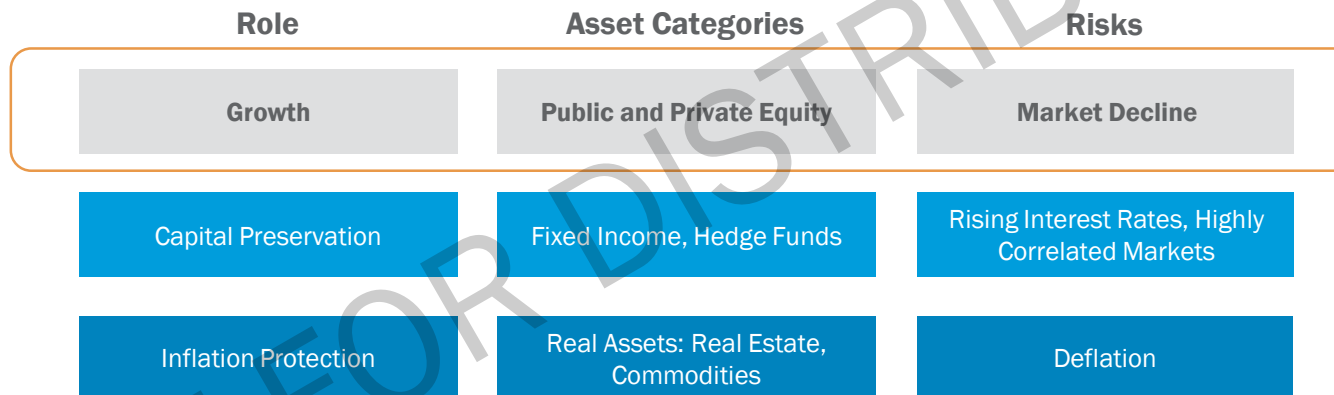 Role Asset Categories Risks
Growth Public and Private Equity Market Decline
Capital Preservation Fixed Income, Hedge Funds Rising Interest Rates, Highly
Correlated Markets
Inflation Protection Real Assets: Real Estate,
Commodities Deflation
FOR DISTRIB